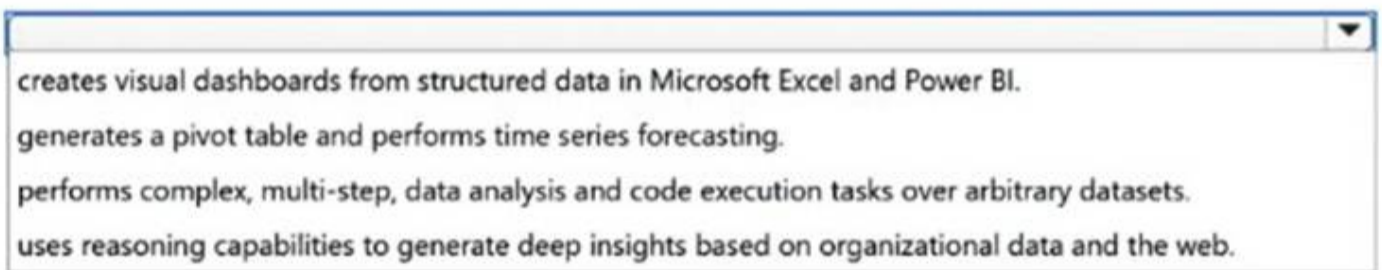 creates visual dashboards from structured data in Microsoft Excel and Power BI.
generates a pivot table and performs time series forecasting.
performs complex, multi-step, data analysis and code execution tasks over arbitrary datasets.
uses reasoning capabilities to generate deep insights based on organizational data and the web.